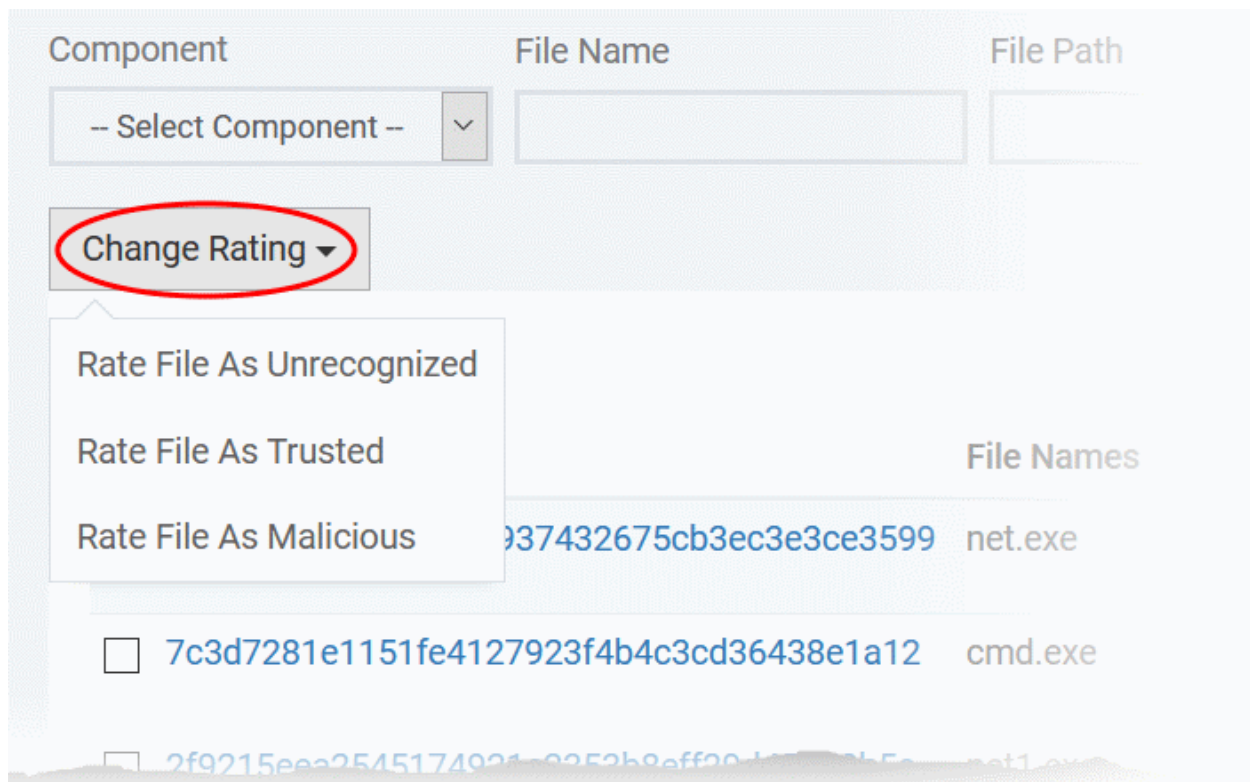 Component File Name File Path
-- Select Component --
Change Rating
Rate File As Unrecognized
Rate File As Trusted
File Names
Rate File As Malicious 937432675cb3ec3e3ce3599 net.exe
7c3d7281e1151fe4127923f4b4c3cd36438e1a12 cmd.exe